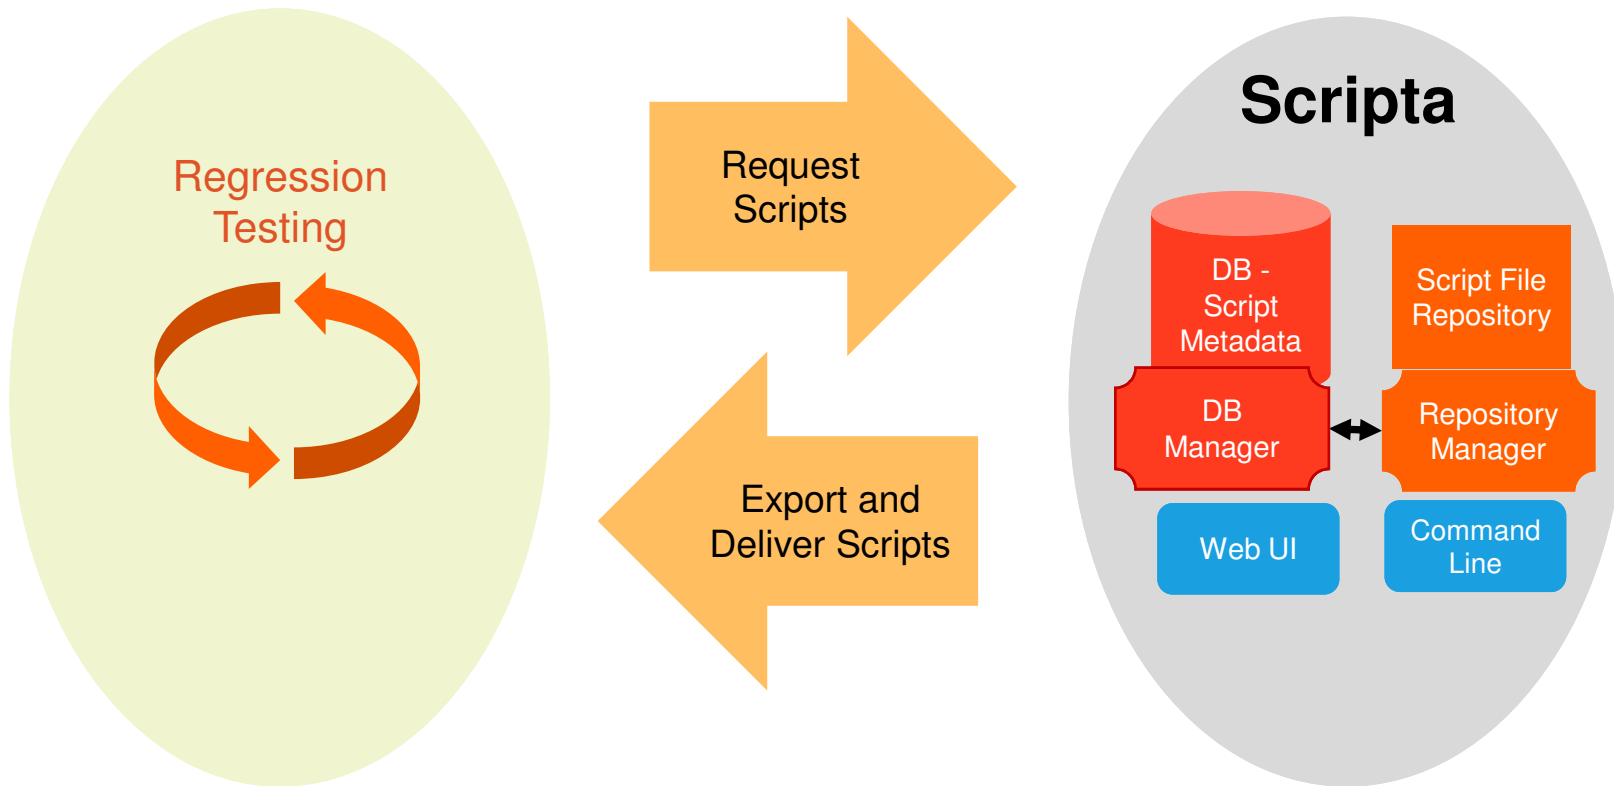 Regression
Testing
Request
Scripts
Export and
Deliver Scripts
Scripta
DB -
Script
Metadata
Script File
Repository
DB
Manager
Repository
Manager
Web UI
Command
Line